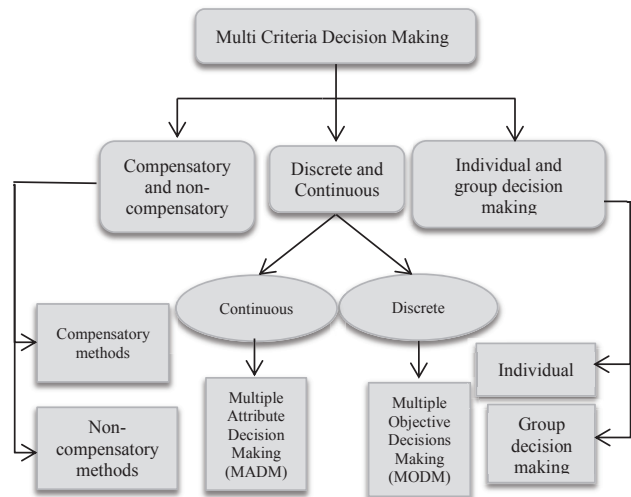 Multi Criteria Decision Making
Compensatory
and non-
compensatory
Discrete and
Continuous
Individual and
group decision
making
Continuous
Discrete
Compensatory
methods
Non-
compensatory
methods
Multiple
Attribute
Decision
Making
(MADM)
Multiple
Objective
Decisions
Making
(MODM)
Individual
Group
decision
making